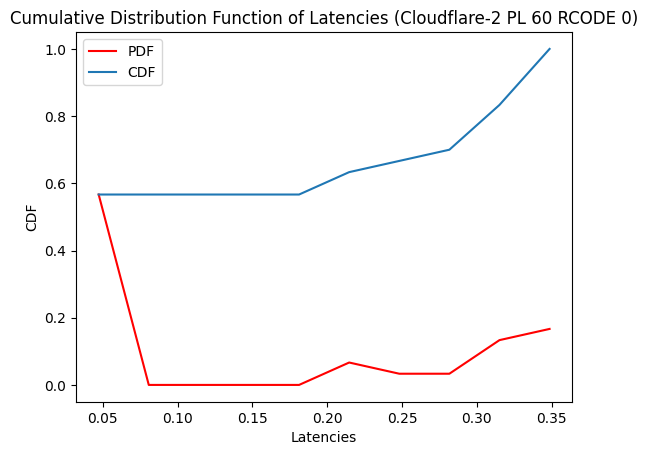 Cumulative Distribution Function of Latencies (Cloudflare-2 PL 60 RCODE 0)
PDF
CDF
1.0
0.8
0.6
0.4
0.2
0.0
CDF
0.05 0.10 0.15 0.20 0.25 0.30 0.35
Latencies